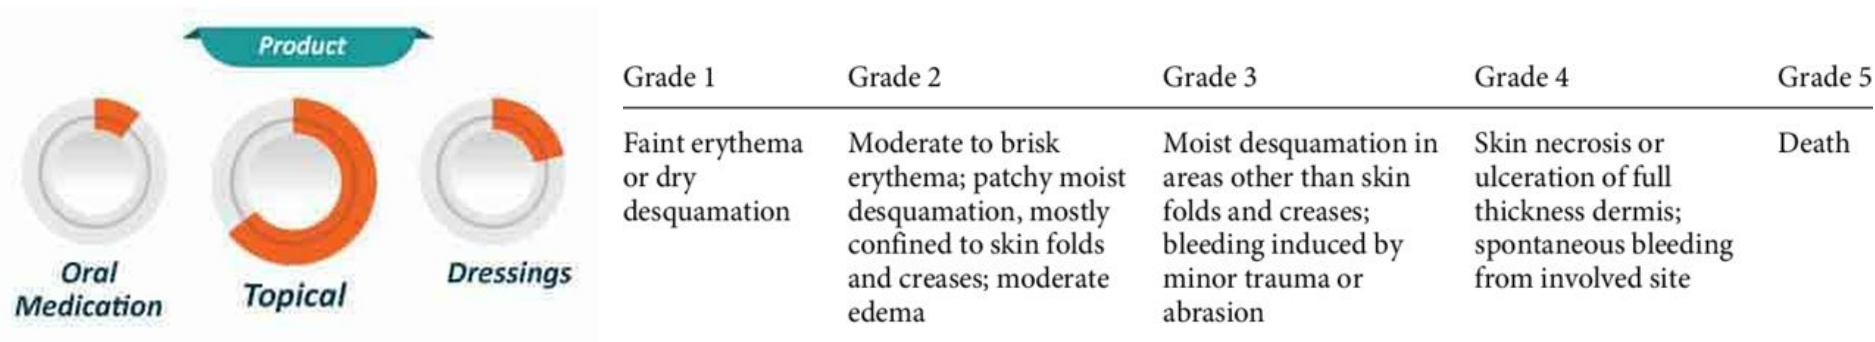 Product
Oral
Medication
Topical
Dressings
Grade 1
Grade 2
Grade 3
Grade 4
Grade 5
Faint erythema
or dry
desquamation
Moderate to brisk
erythema; patchy moist
desquamation, mostly
confined to skin folds
and creases; moderate
edema
Moist desquamation in
areas other than skin
folds and creases;
bleeding induced by
minor trauma or
abrasion
Skin necrosis or
ulceration of full
thickness dermis;
spontaneous bleeding
from involved site
Death